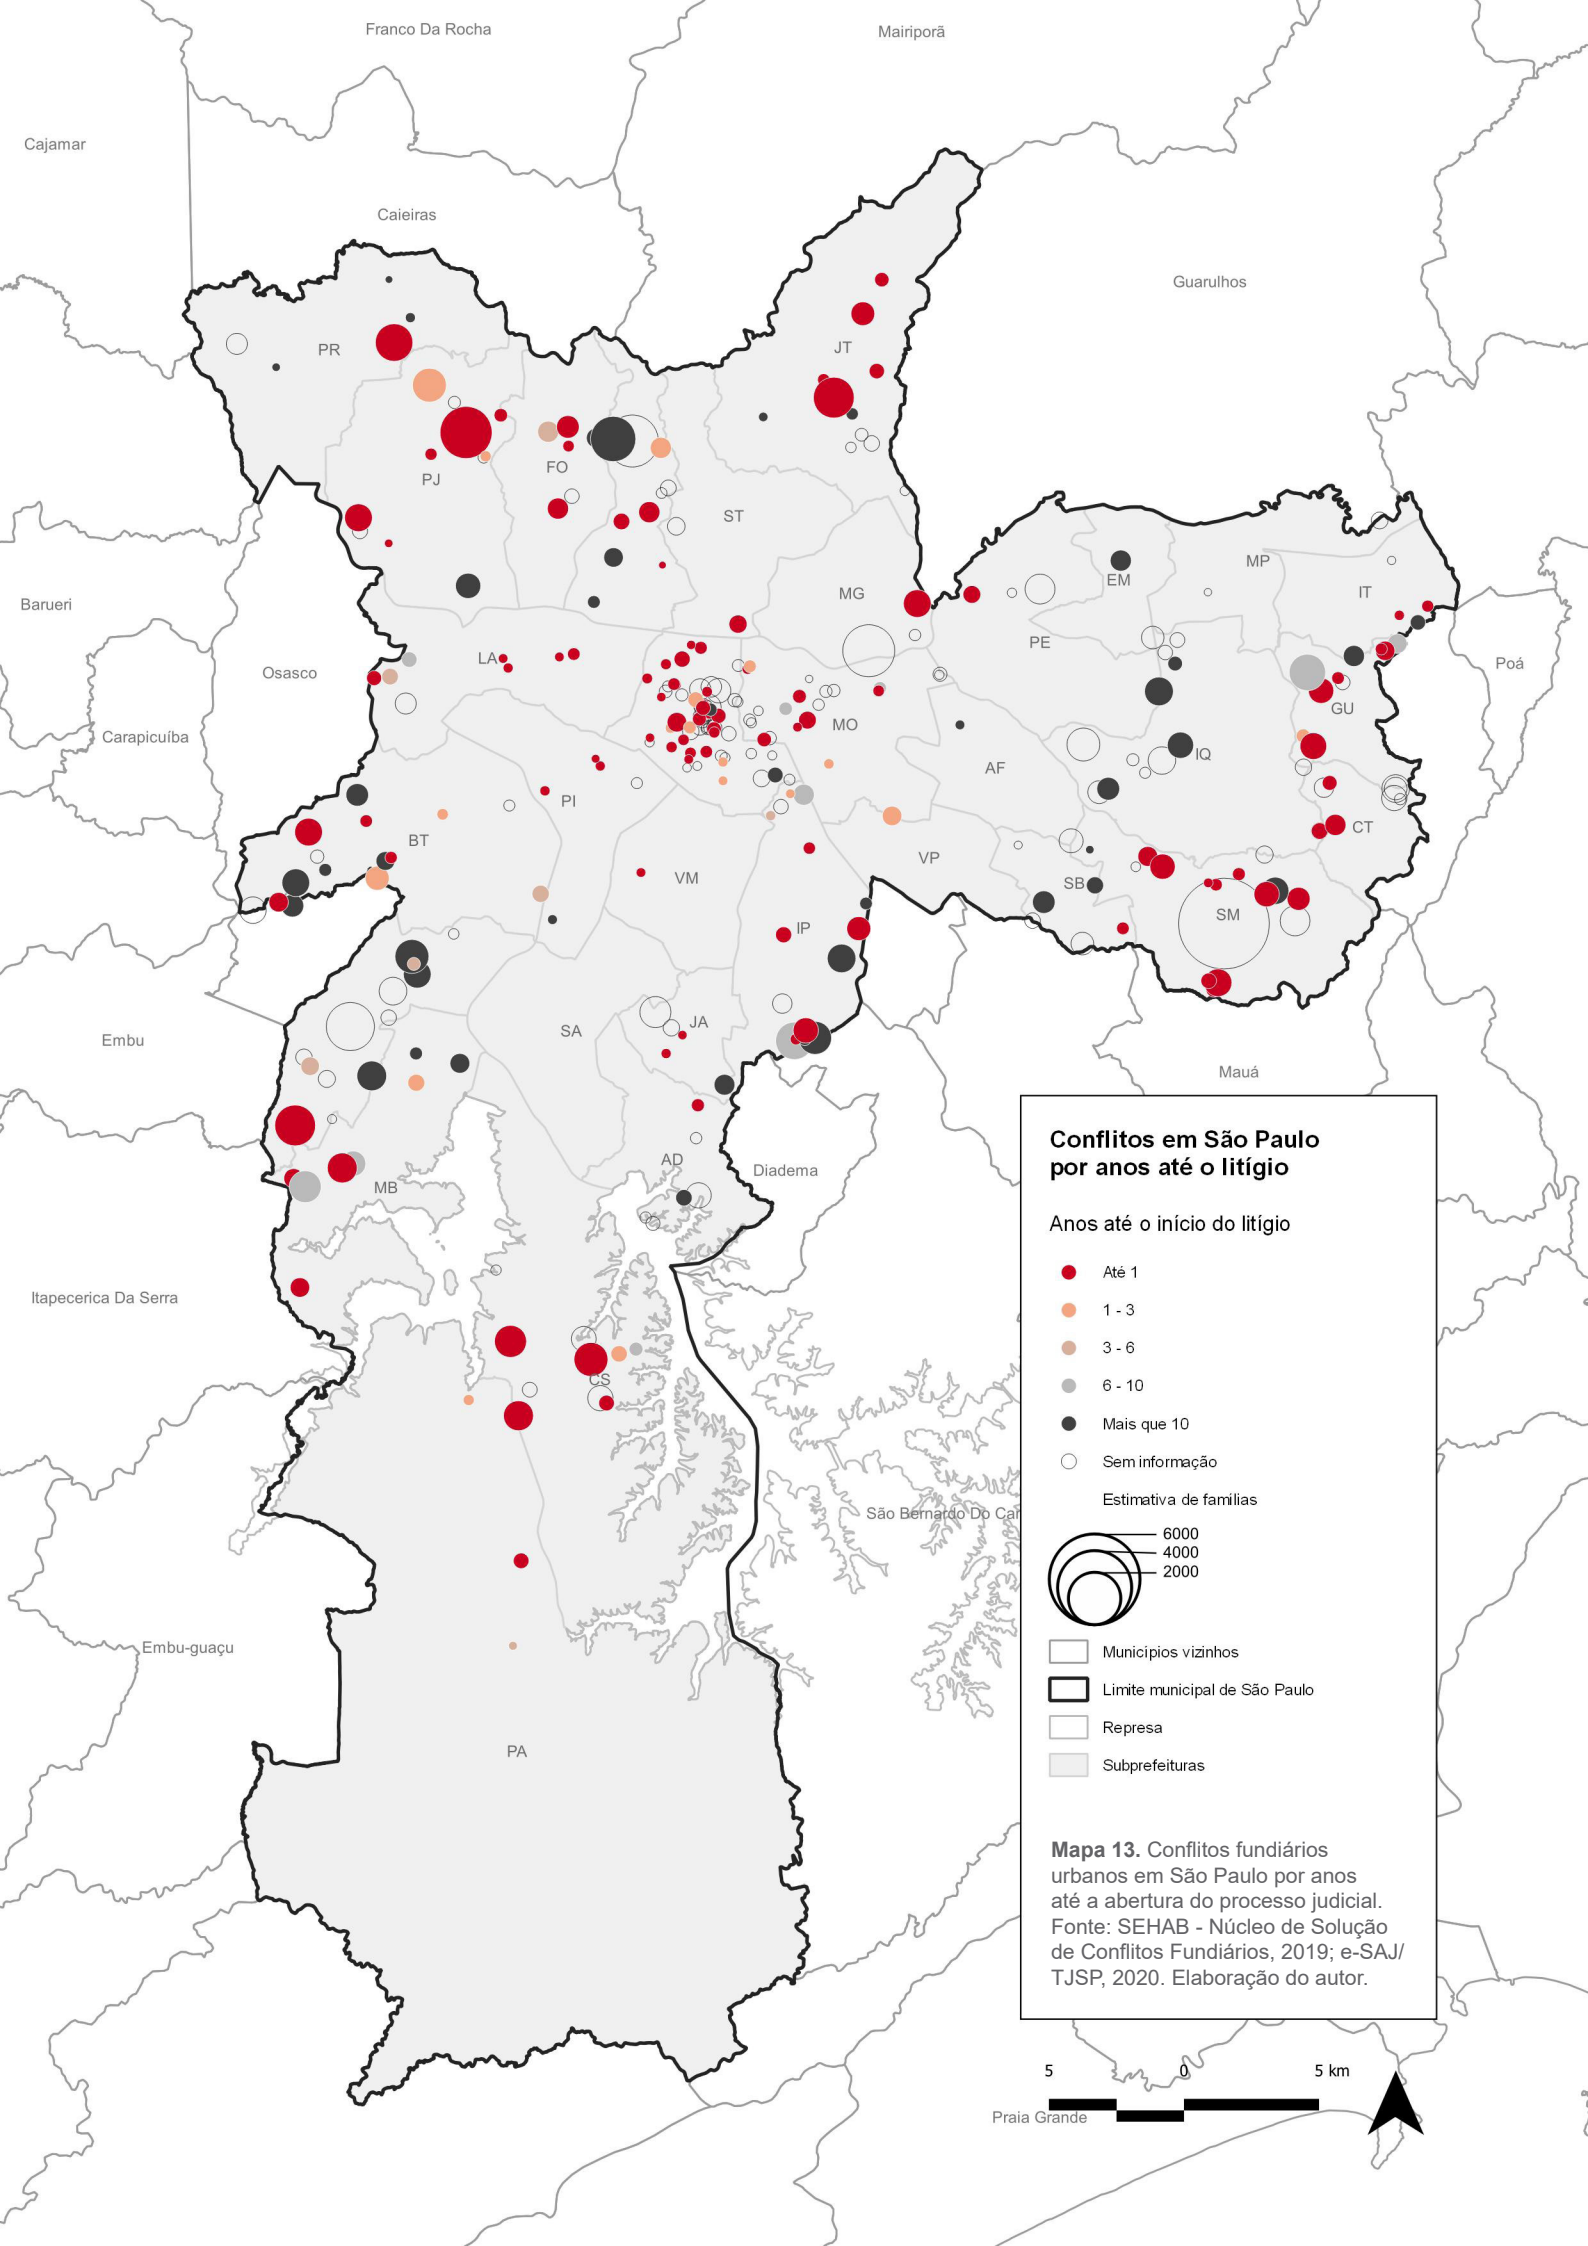 Franco Da Rocha
Mairiporã
Cajamar
Caieiras
Guarulhos
PR
JT
PJ
FO
ST
MG
EM
MP
IT
Barueri
PE
Osasco
LA
Poá
GU
Carapicuíba
MO
IQ
AF
PI
BT
CT
VP
VM
SB
IP
SM
SA
JA
Embu
Mauá
AD
Diadema
MB
Itapecerica Da Serra
CS
São Bernardo Do Car
Embu-guaçu
PA
Conflitos em São Paulo
por anos até o litígio
Anos até o início do litígio
Até 1
1 - 3
3 - 6
6 - 10
Mais que 10
Sem informação
Estimativa de famílias
6000
4000
2000
Municípios vizinhos
Limite municipal de São Paulo
Represa
Subprefeituras
Mapa 13. Conflitos fundiários
urbanos em São Paulo por anos
até a abertura do processo judicial.
Fonte: SEHAB - Núcleo de Solução
de Conflitos Fundiários, 2019; e-SAJ/
TJSP, 2020. Elaboração do autor.
5 0 5 km
Praia Grande